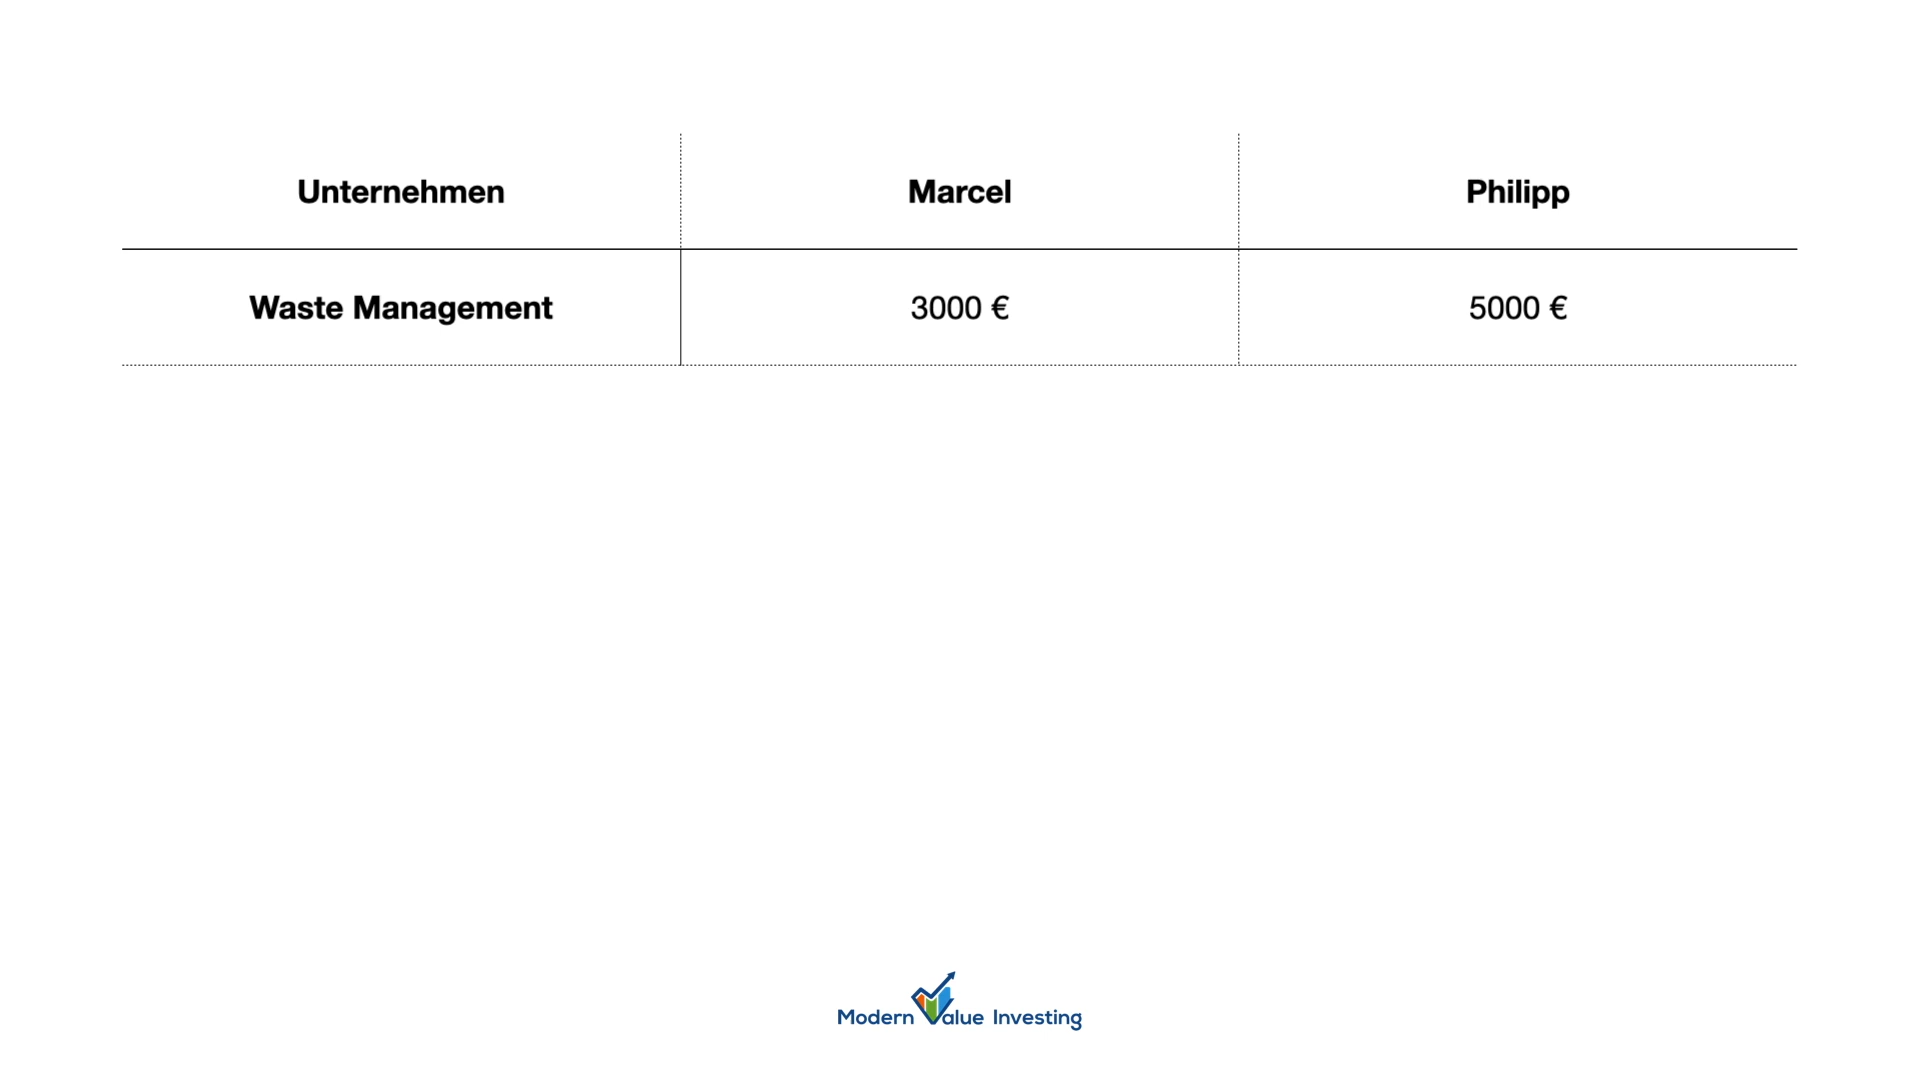 Unternehmen Marcel Philipp
Waste Management 3000 € 5000 €
Modern Value Investing